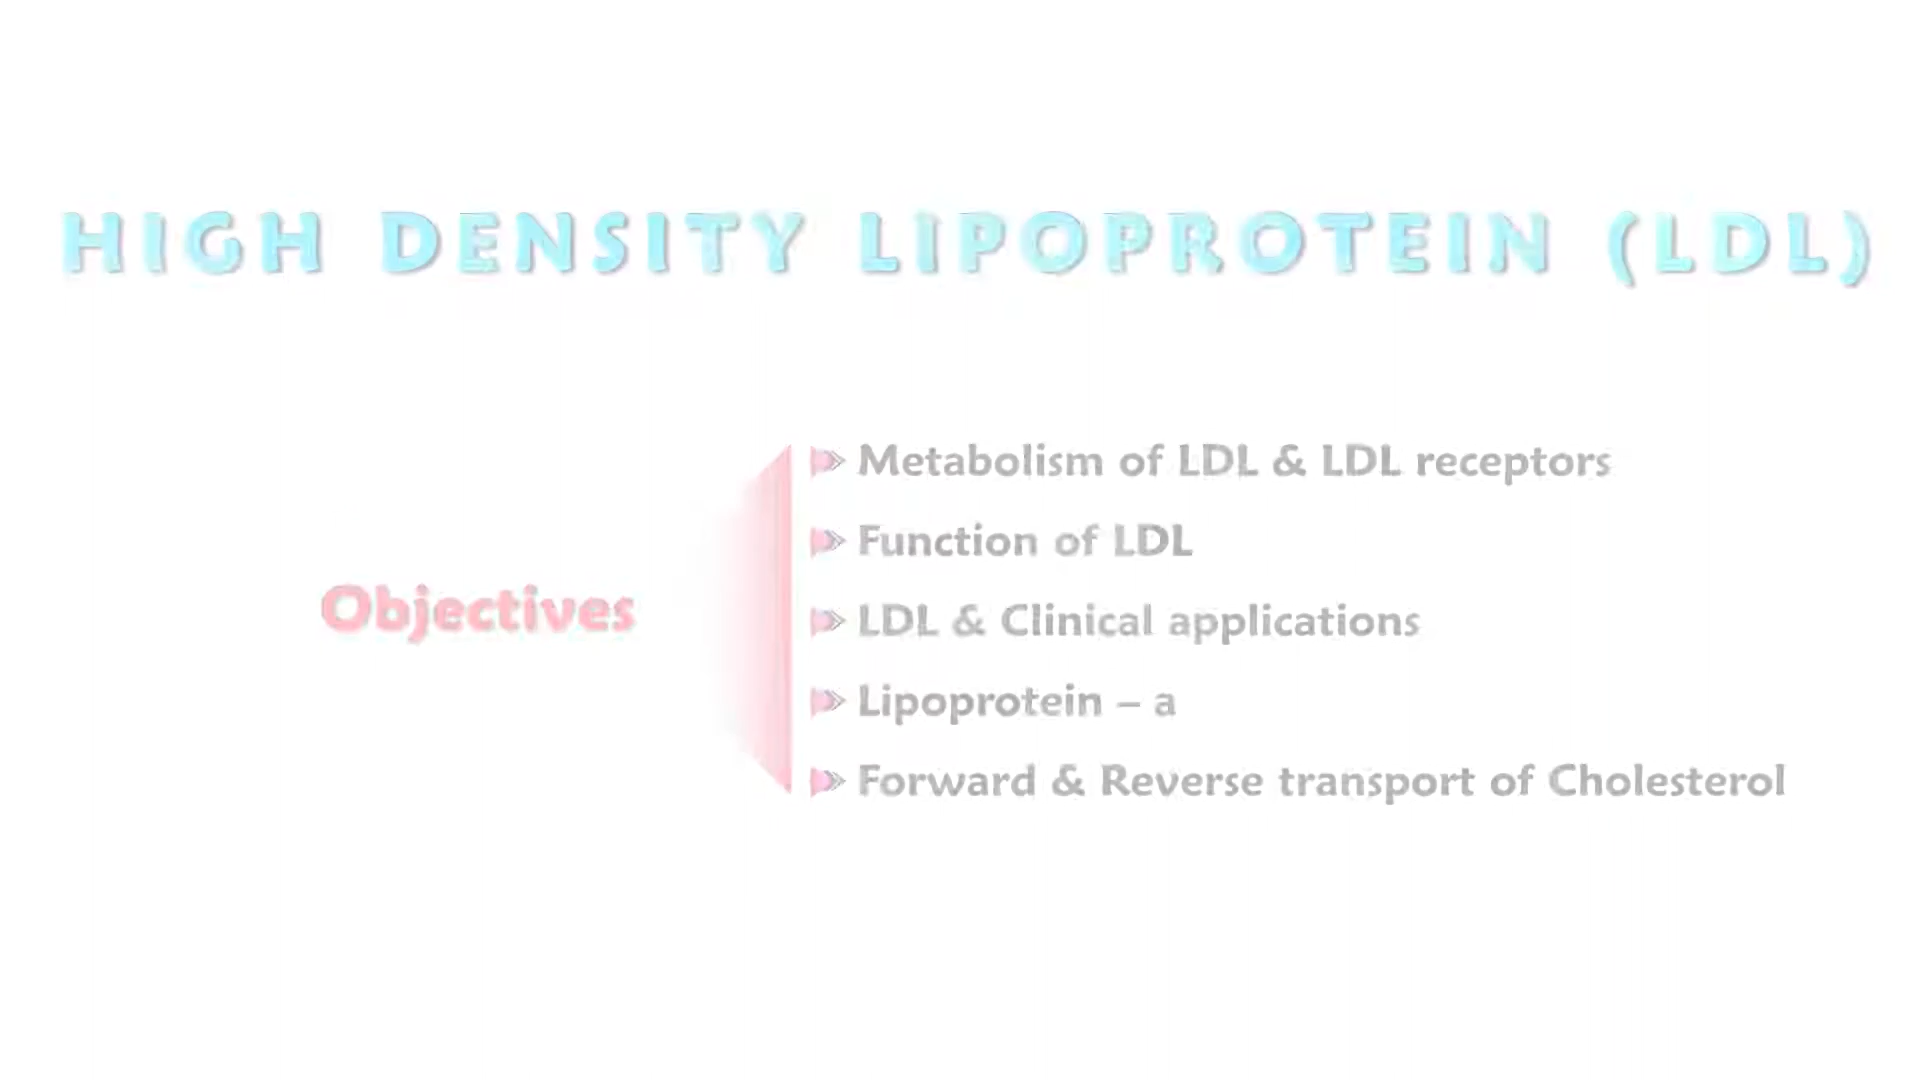 HIGH DENSITY LIPOPROTEIN (LDL)
Objectives
Metabolism of LDL & LDL receptors
Function of LDL
LDL & Clinical applications
Lipoprotein – a
Forward & Reverse transport of Cholesterol